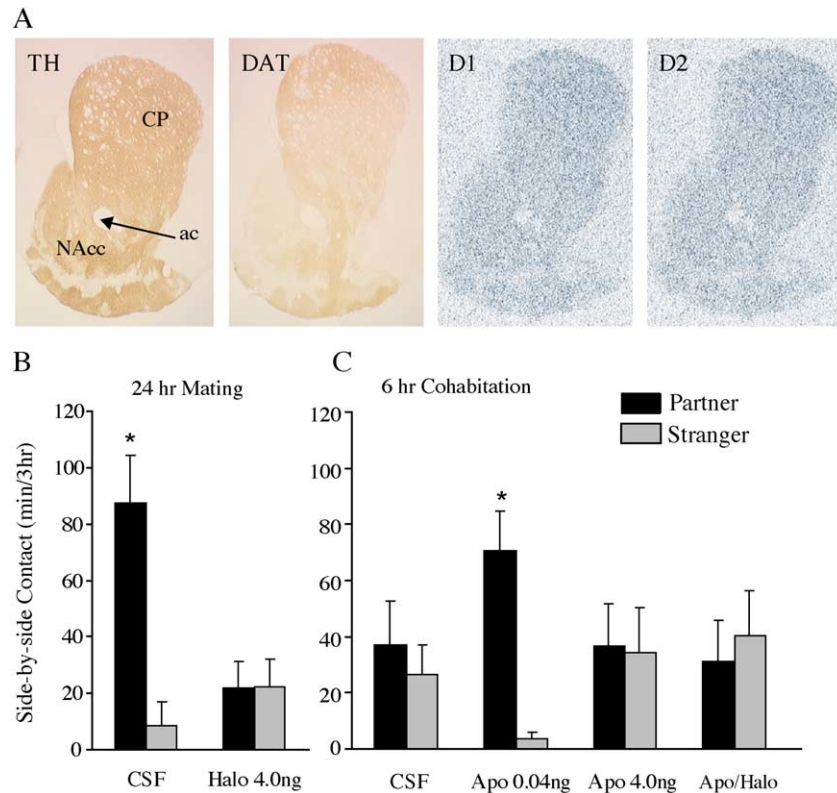 A
TH
DAT
D1
D2
CP
ac
NAcc
B
24 hr Mating
C
6 hr Cohabitation
Partner
Stranger
Side-by-side Contact (min/3hr)
120
100
80
60
40
20
0
*
CSF
Halo 4.0ng
120
100
80
60
40
20
0
*
CSF
Apo 0.04ng
Apo 4.0ng
Apo/Halo